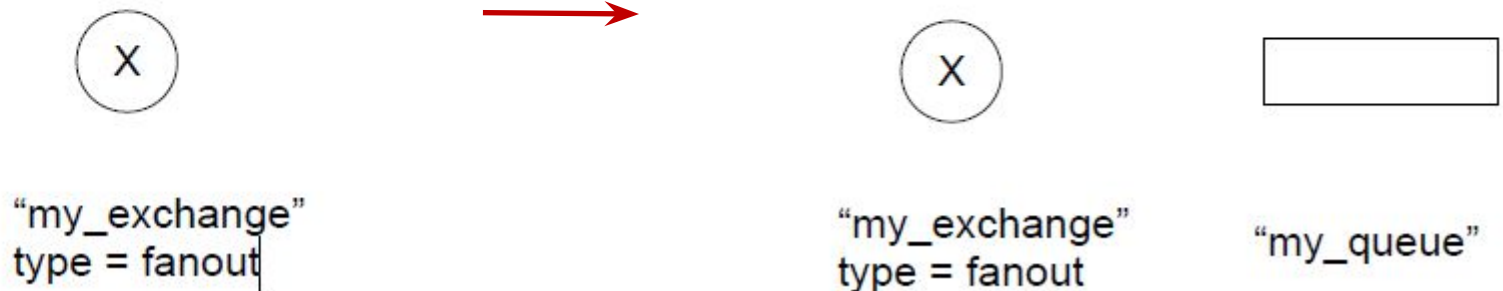 X
“my_exchange”
type = fanout
X
“my_exchange”
type = fanout
“my_queue”